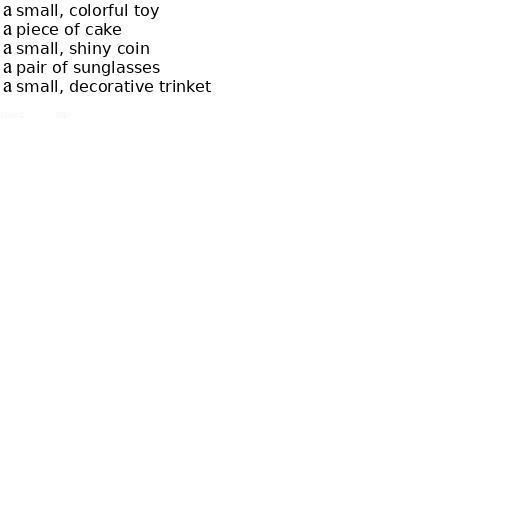 a small, colorful toy
a piece of cake
a small, shiny coin
a pair of sunglasses
a small, decorative trinket